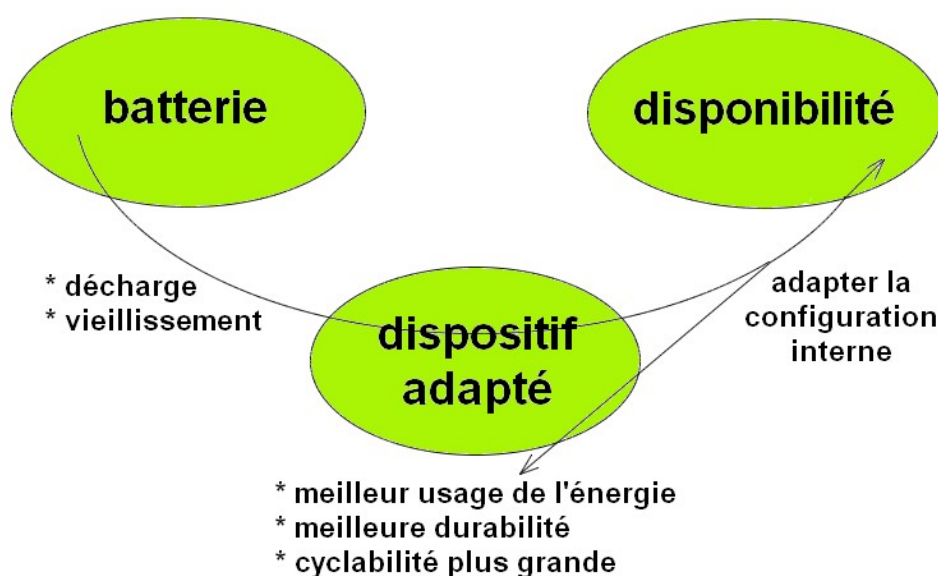 batterie
disponibilité
* décharge
* vieillissement
dispositif
adapté
adapter la
configuration
interne
* meilleur usage de l'énergie
* meilleure durabilité
* cyclabilité plus grande